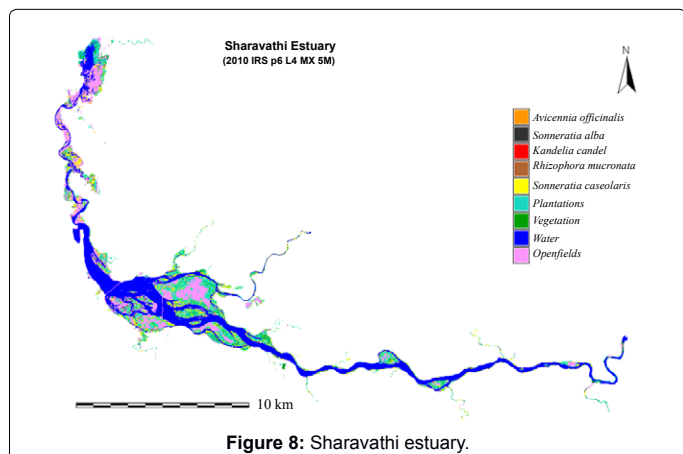 Sharavathi Estuary
(2010 IRS p6 L4 MX 5M)
N
Avicennia officinalis
Sonneratia alba
Kandelia candel
Rhizophora mucronata
Sonneratia caseolaris
Plantations
Vegetation
Water
Openfields
10 km
Figure 8: Sharavathi estuary.